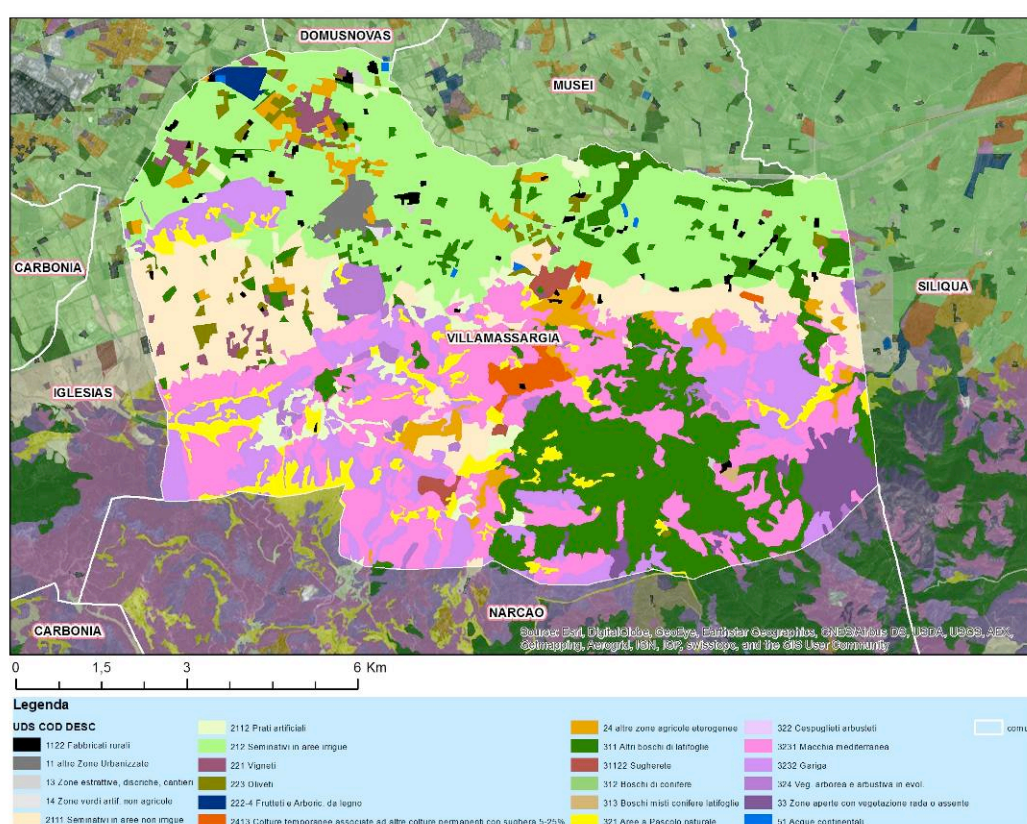 DOMUSNOVAS
MUSEI
CARBONIA
SILIQUA
VILLAMASSARGIA
IGLESIAS
NARCAO
CARBONIA
Source: Esri, DigitalGlobe, GeoEye, Earthstar Geographics, CNES/Airbus DS, USDA, USGS, AEX,
Getmapping, Aerogrid, IGN, IGP, swisstopo, and the GIS User Community
0 1,5 3 6 Km
Legenda
UDS COD DESC
1122 Fabbricati rurali
11 altre Zone Urbanizzate
13 Zone estrattive, discariche, cantieri
14 Zone verdi artif. non agricole
2111 Seminativi in aree non irrigue
2112 Prati artificiali
212 Seminativi in aree irrigue
221 Vigneti
223 Oliveti
222-4 Frutteti e Arboric. da legno
2413 Colture temporanee associate ad altre colture permanenti con sughera 5-25%
24 altre zone agricole eterogenee
311 Altri boschi di latifoglie
31122 Sugherete
312 Boschi di conifere
313 Boschi misti conifere latifoglie
321 Aree a Pascolo naturale
322 Cespuglieti arbusteti
3231 Macchia mediterranea
3232 Gariga
324 Veg. arborea e arbustiva in evol.
33 Zone aperte con vegetazione rada o assente
51 Acque continentali
comu